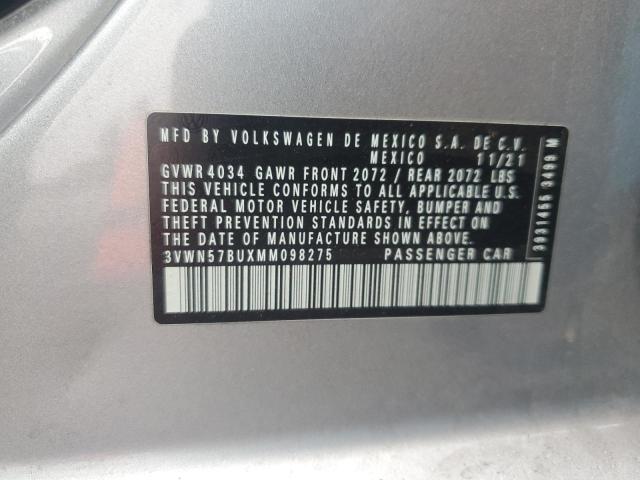 MFD BY VOLKSWAGEN DE MEXICO S.A. DE C.V.
MEXICO 11/21
GVWR 4034 GAWR FRONT 2072 / REAR 2072 LBS
THIS VEHICLE CONFORMS TO ALL APPLICABLE U.S.
FEDERAL MOTOR VEHICLE SAFETY, BUMPER AND
THEFT PREVENTION STANDARDS IN EFFECT ON
THE DATE OF MANUFACTURE SHOWN ABOVE.
3VWN57BUXMM098275 PASSENGER CAR
3931456 3499 M